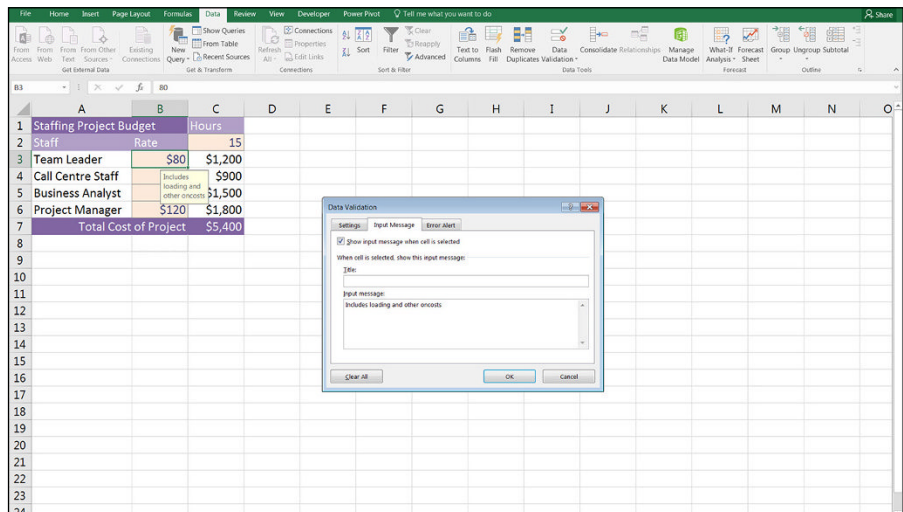 File Home Insert Page Layout Formulas Data Review View Developer Power Pivot Tell me what you want to do Share
From Access
From Web
From Text
From Other Sources
Existing Connections
Get External Data
New Query
Show Queries
From Table
Recent Sources
Get & Transform
Refresh All
Connections
Properties
Edit Links
Connections
Sort
Filter
Clear
Reapply
Advanced
Sort & Filter
Text to Columns
Flash Fill
Remove Duplicates
Data Validation
Consolidate
Relationships
Manage Data Model
Data Tools
What-If Analysis
Forecast Sheet
Forecast
Group
Ungroup
Subtotal
Outline
B3 fx 80
A B C D E F G H I J K L M N O
1 Staffing Project Budget Hours
2 Staff Rate 15
3 Team Leader $80 $1,200
4 Call Centre Staff $900
5 Business Analyst $1,500
6 Project Manager $120 $1,800
7 Total Cost of Project $5,400
8
9
10
11
12
13
14
15
16
17
18
19
20
21
22
23
24
Includes
loading and
other oncosts
Data Validation
Settings Input Message Error Alert
Show input message when cell is selected
When cell is selected, show this input message:
Title:
Input message:
Includes loading and other oncosts
Clear All OK Cancel